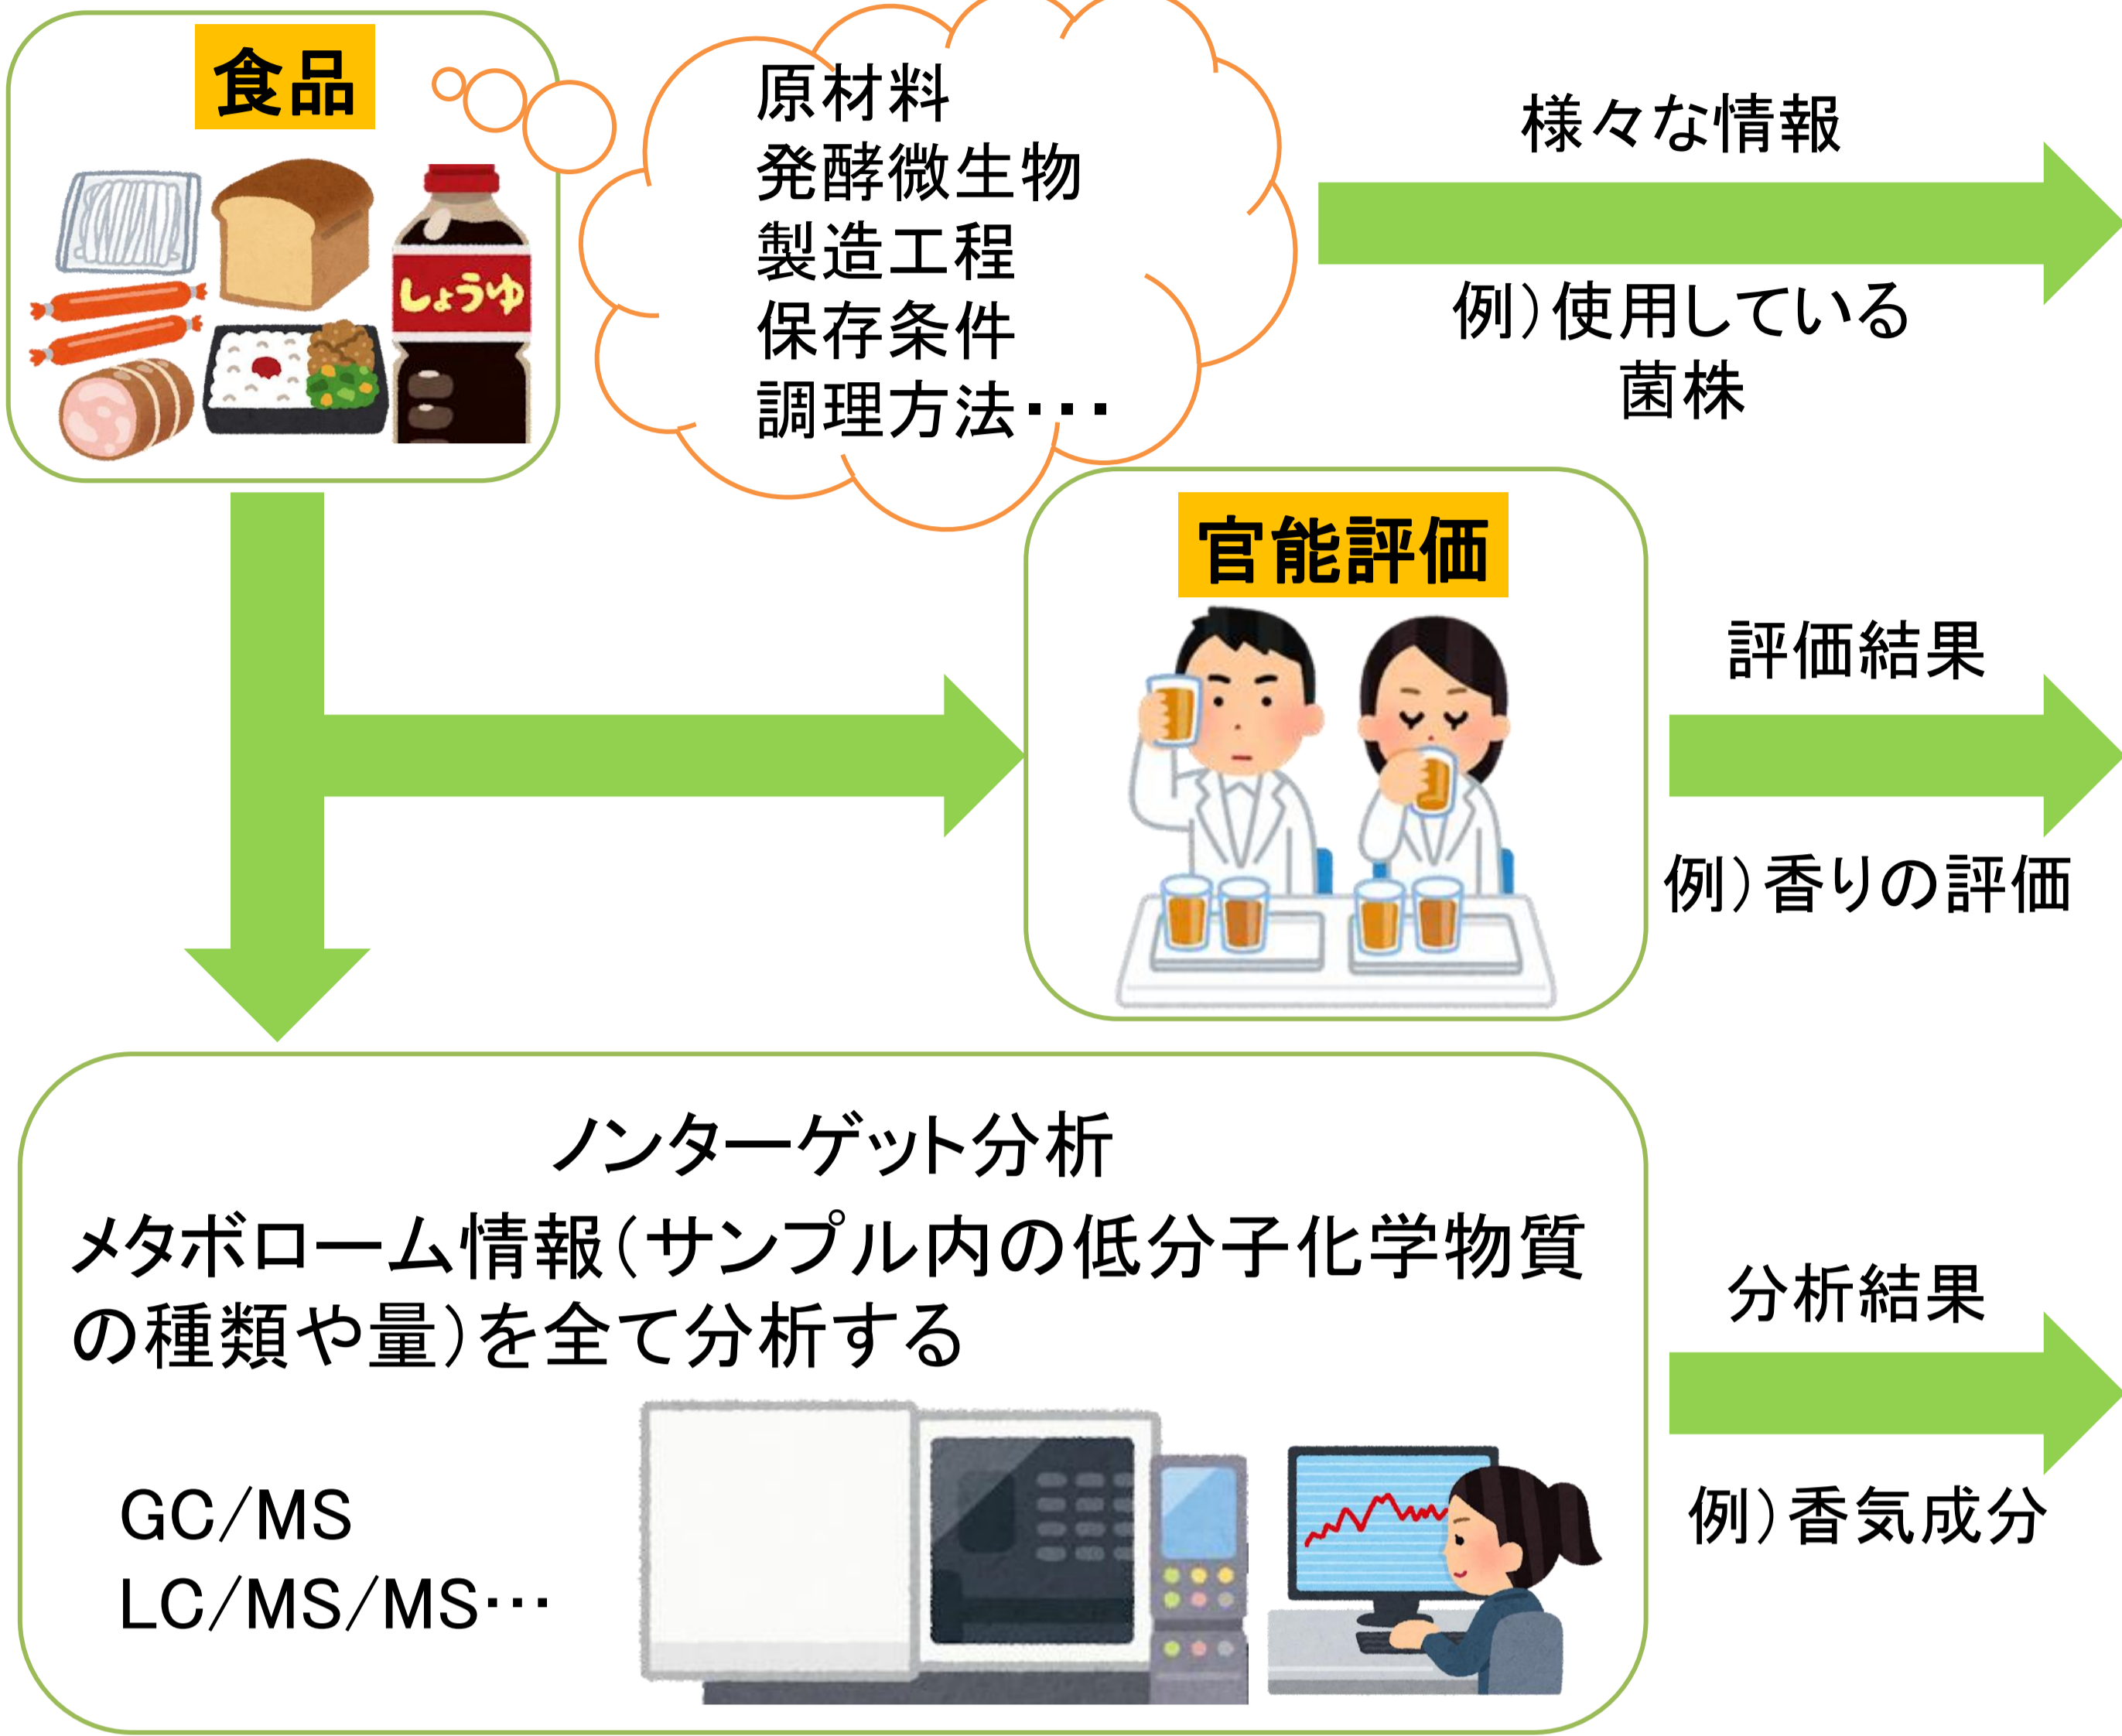 食品
しょうゆ
原材料
発酵微生物
製造工程
保存条件
調理方法・・・
様々な情報
例）使用している
菌株
官能評価
評価結果
例）香りの評価
ノンターゲット分析
メタボローム情報（サンプル内の低分子化学物質
の種類や量）を全て分析する
GC/MS
LC/MS/MS・・・
分析結果
例）香気成分